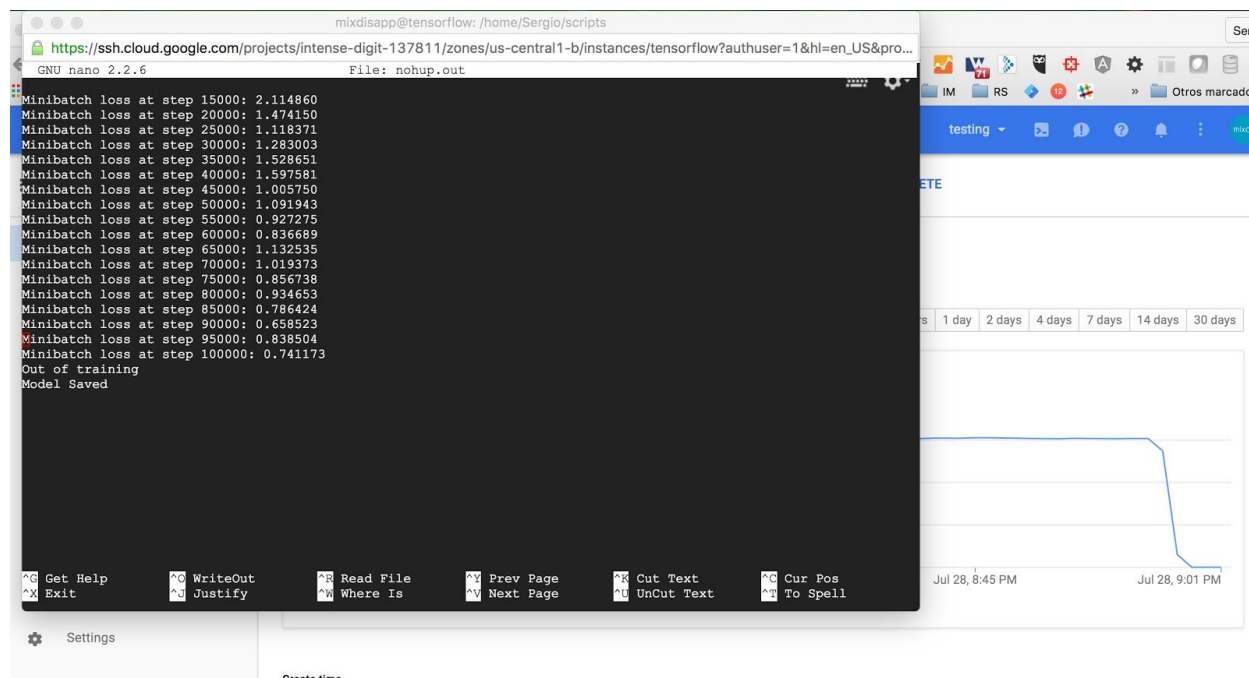 mixdisapp@tensorflow: /home/Sergio/scripts
https://ssh.cloud.google.com/projects/intense-digit-137811/zones/us-central1-b/instances/tensorflow?authuser=1&hl=en_US&pro...
GNU nano 2.2.6 File: nohup.out
Minibatch loss at step 15000: 2.114860
Minibatch loss at step 20000: 1.474150
Minibatch loss at step 25000: 1.118371
Minibatch loss at step 30000: 1.283003
Minibatch loss at step 35000: 1.528651
Minibatch loss at step 40000: 1.597581
Minibatch loss at step 45000: 1.005750
Minibatch loss at step 50000: 1.091943
Minibatch loss at step 55000: 0.927275
Minibatch loss at step 60000: 0.836689
Minibatch loss at step 65000: 1.132535
Minibatch loss at step 70000: 1.019373
Minibatch loss at step 75000: 0.856738
Minibatch loss at step 80000: 0.934653
Minibatch loss at step 85000: 0.786424
Minibatch loss at step 90000: 0.658523
Minibatch loss at step 95000: 0.838504
Minibatch loss at step 100000: 0.741173
Out of training
Model Saved
^G Get Help ^O WriteOut ^R Read File ^Y Prev Page ^K Cut Text ^C Cur Pos
^X Exit ^J Justify ^W Where Is ^V Next Page ^U UnCut Text ^T To Spell
Ser
71
IM RS 12 » Otros marcado
testing
ETE
rs 1 day 2 days 4 days 7 days 14 days 30 days
Jul 28, 8:45 PM Jul 28, 9:01 PM
Settings
Create time